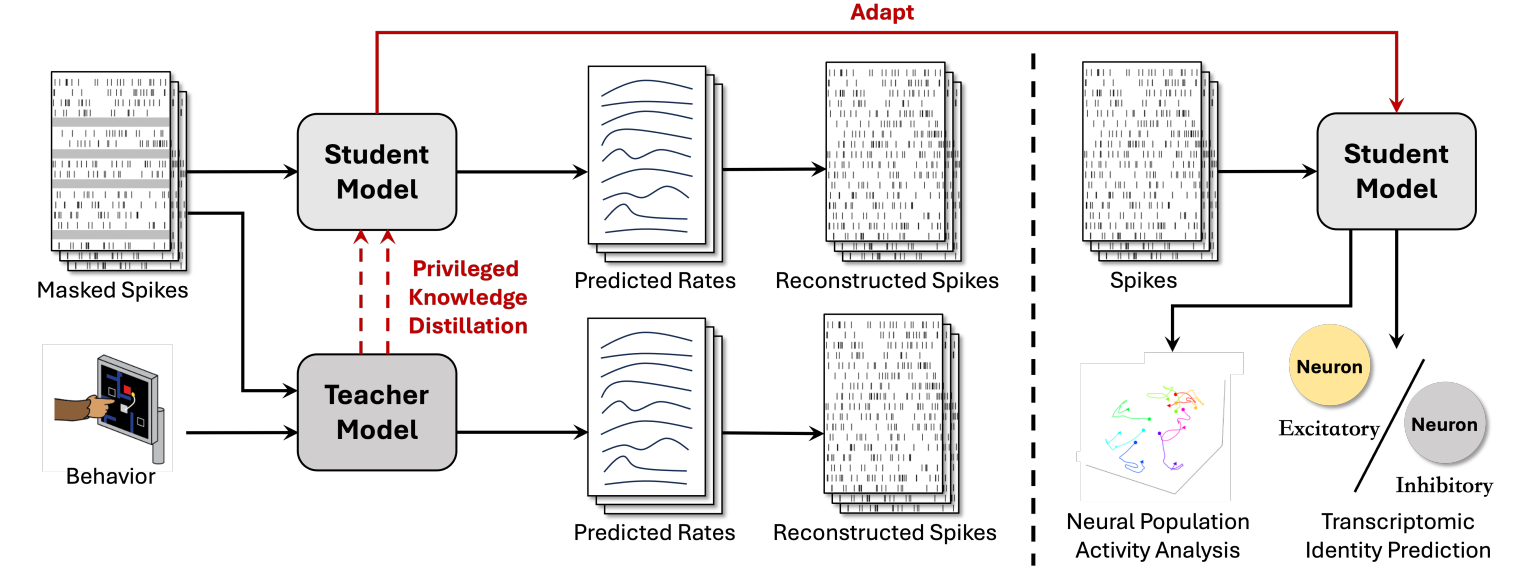 Adapt
Student
Model
Masked Spikes
Privileged
Knowledge
Distillation
Predicted Rates
Reconstructed Spikes
Behavior
Teacher
Model
Predicted Rates
Reconstructed Spikes
Spikes
Student
Model
Neural Population
Activity Analysis
Neuron
Excitatory
Neuron
Inhibitory
Transcriptomic
Identity Prediction